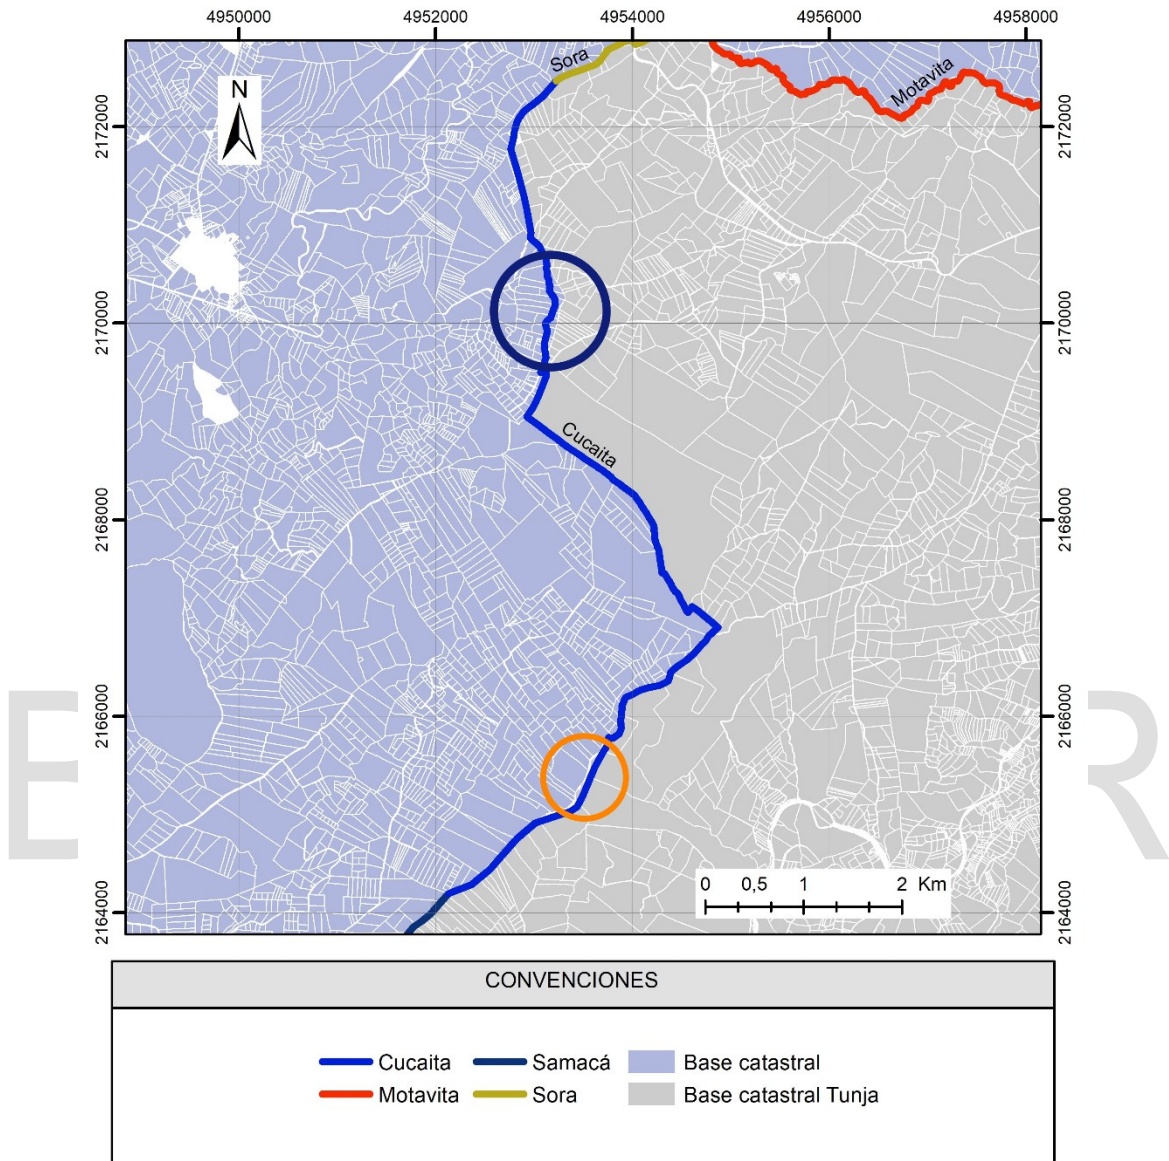 4950000 4952000 4954000 4956000 4958000
Sora
Motavita
N
2172000 2172000
2170000 2170000
Cucaita
2168000 2168000
2166000 2166000
E R
0 0,5 1 2 Km
2164000 2164000
CONVENCIONES
Cucaita Samacá Base catastral
Motavita Sora Base catastral Tunja